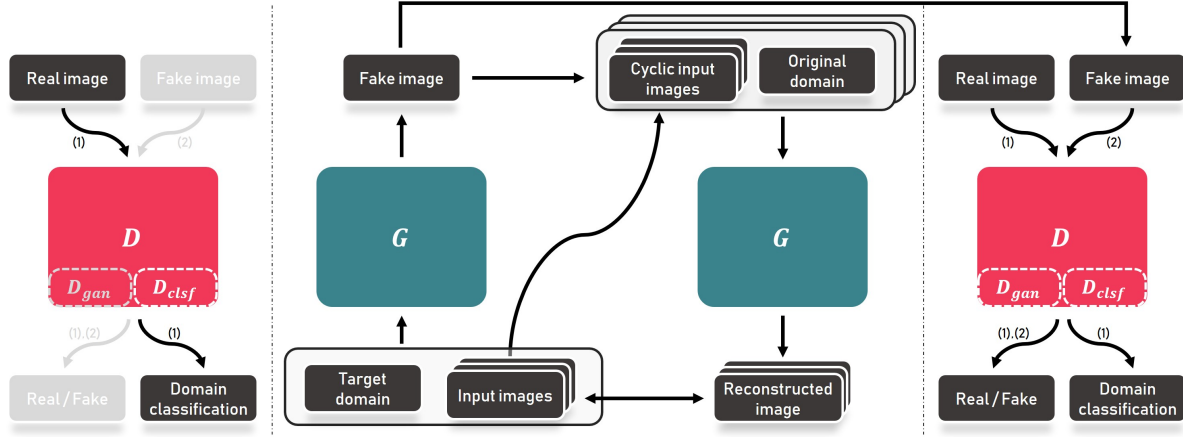 Real image
Fake image
(1)
(2)
D
D_gan
D_clsf
(1).(2)
(1)
Real / Fake
Domain
classification
Fake image
Cyclic input
images
Original
domain
G
G
Target
domain
Input images
Reconstructed
image
Real image
Fake image
(1)
(2)
D
D_gan
D_clsf
(1).(2)
(1)
Real / Fake
Domain
classification